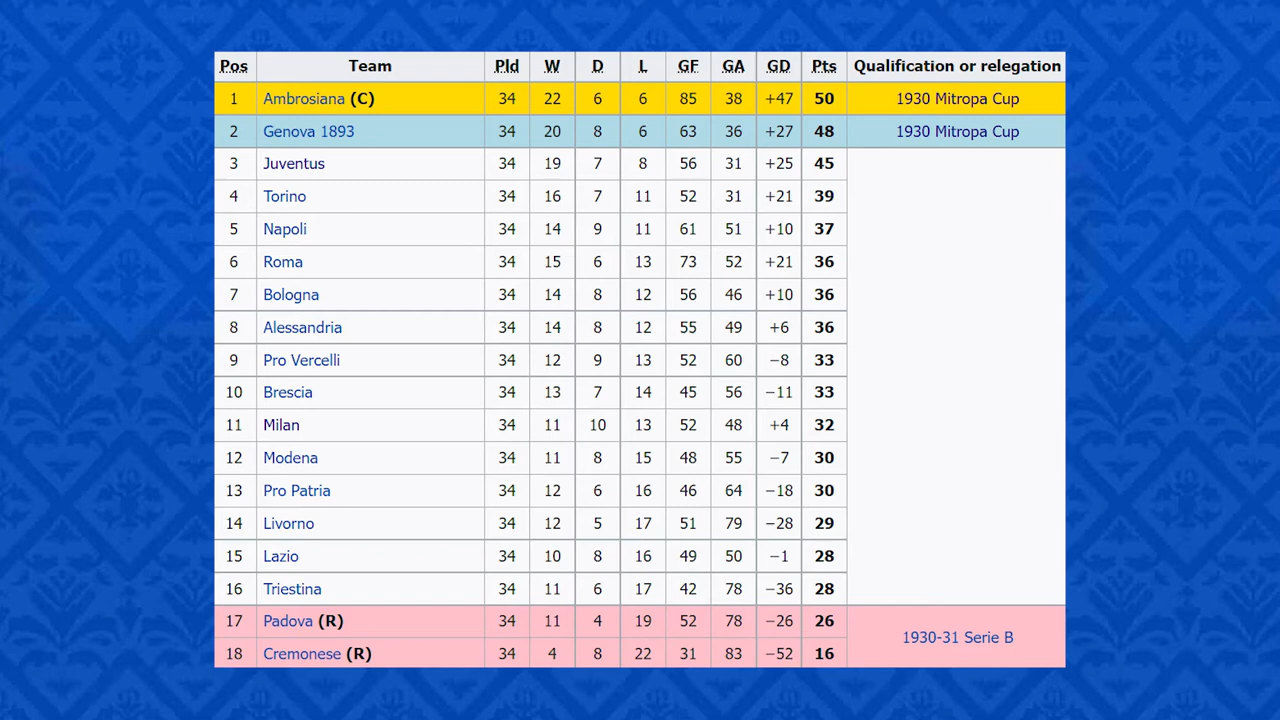 Pos Team Pld W D L GF GA GD Pts Qualification or relegation
1 Ambrosiana (C) 34 22 6 6 85 38 +47 50 1930 Mitropa Cup
2 Genova 1893 34 20 8 6 63 36 +27 48 1930 Mitropa Cup
3 Juventus 34 19 7 8 56 31 +25 45
4 Torino 34 16 7 11 52 31 +21 39
5 Napoli 34 14 9 11 61 51 +10 37
6 Roma 34 15 6 13 73 52 +21 36
7 Bologna 34 14 8 12 56 46 +10 36
8 Alessandria 34 14 8 12 55 49 +6 36
9 Pro Vercelli 34 12 9 13 52 60 −8 33
10 Brescia 34 13 7 14 45 56 −11 33
11 Milan 34 11 10 13 52 48 +4 32
12 Modena 34 11 8 15 48 55 −7 30
13 Pro Patria 34 12 6 16 46 64 −18 30
14 Livorno 34 12 5 17 51 79 −28 29
15 Lazio 34 10 8 16 49 50 −1 28
16 Triestina 34 11 6 17 42 78 −36 28
17 Padova (R) 34 11 4 19 52 78 −26 26
1930-31 Serie B
18 Cremonese (R) 34 4 8 22 31 83 −52 16